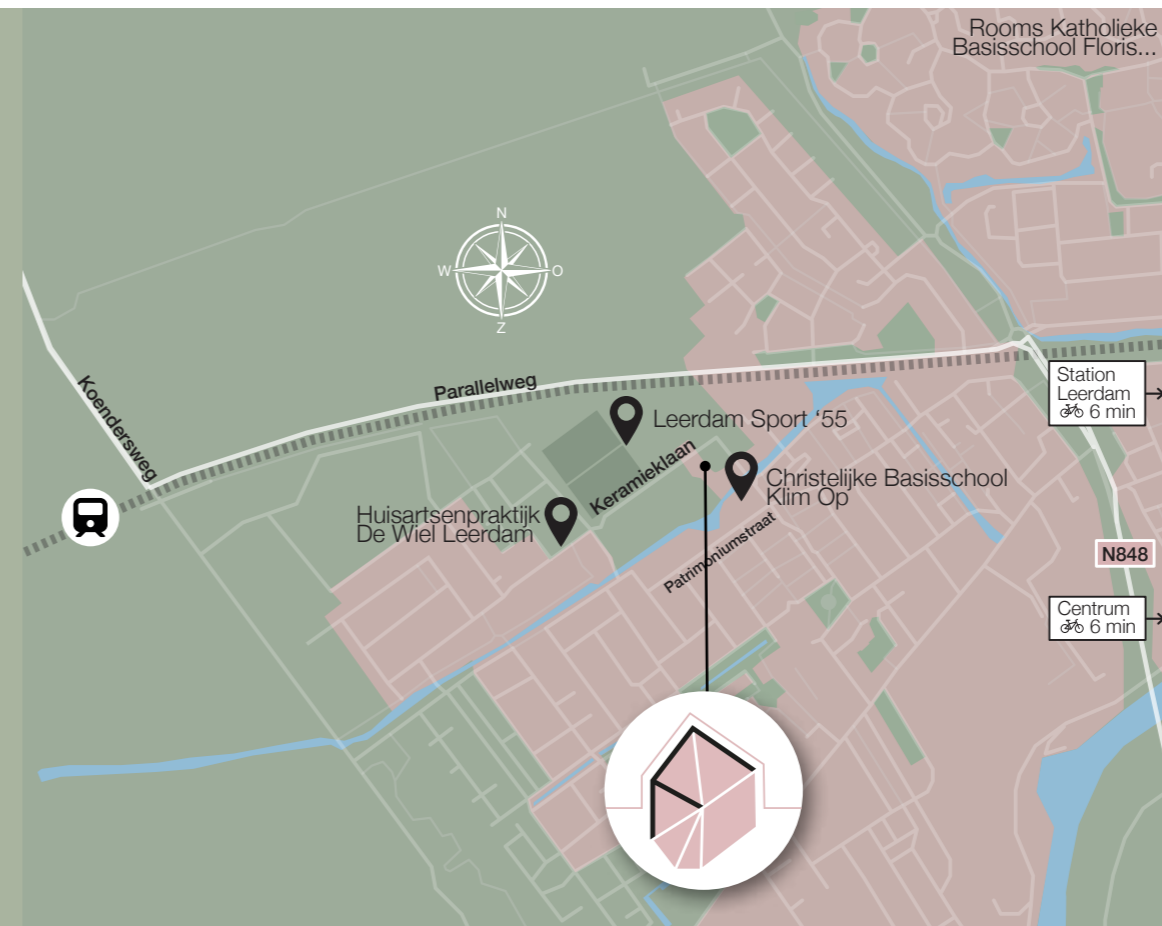 Rooms Katholieke
Basisschool Floris...
N
W
O
Z
Koendersweg
Parallelweg
Station
Leerdam
6 min
Leerdam Sport ‘55
Keramieklaan
Christelijke Basisschool
Klim Op
Huisartsenpraktijk
De Wiel Leerdam
Patrimoniumstraat
N848
Centrum
6 min